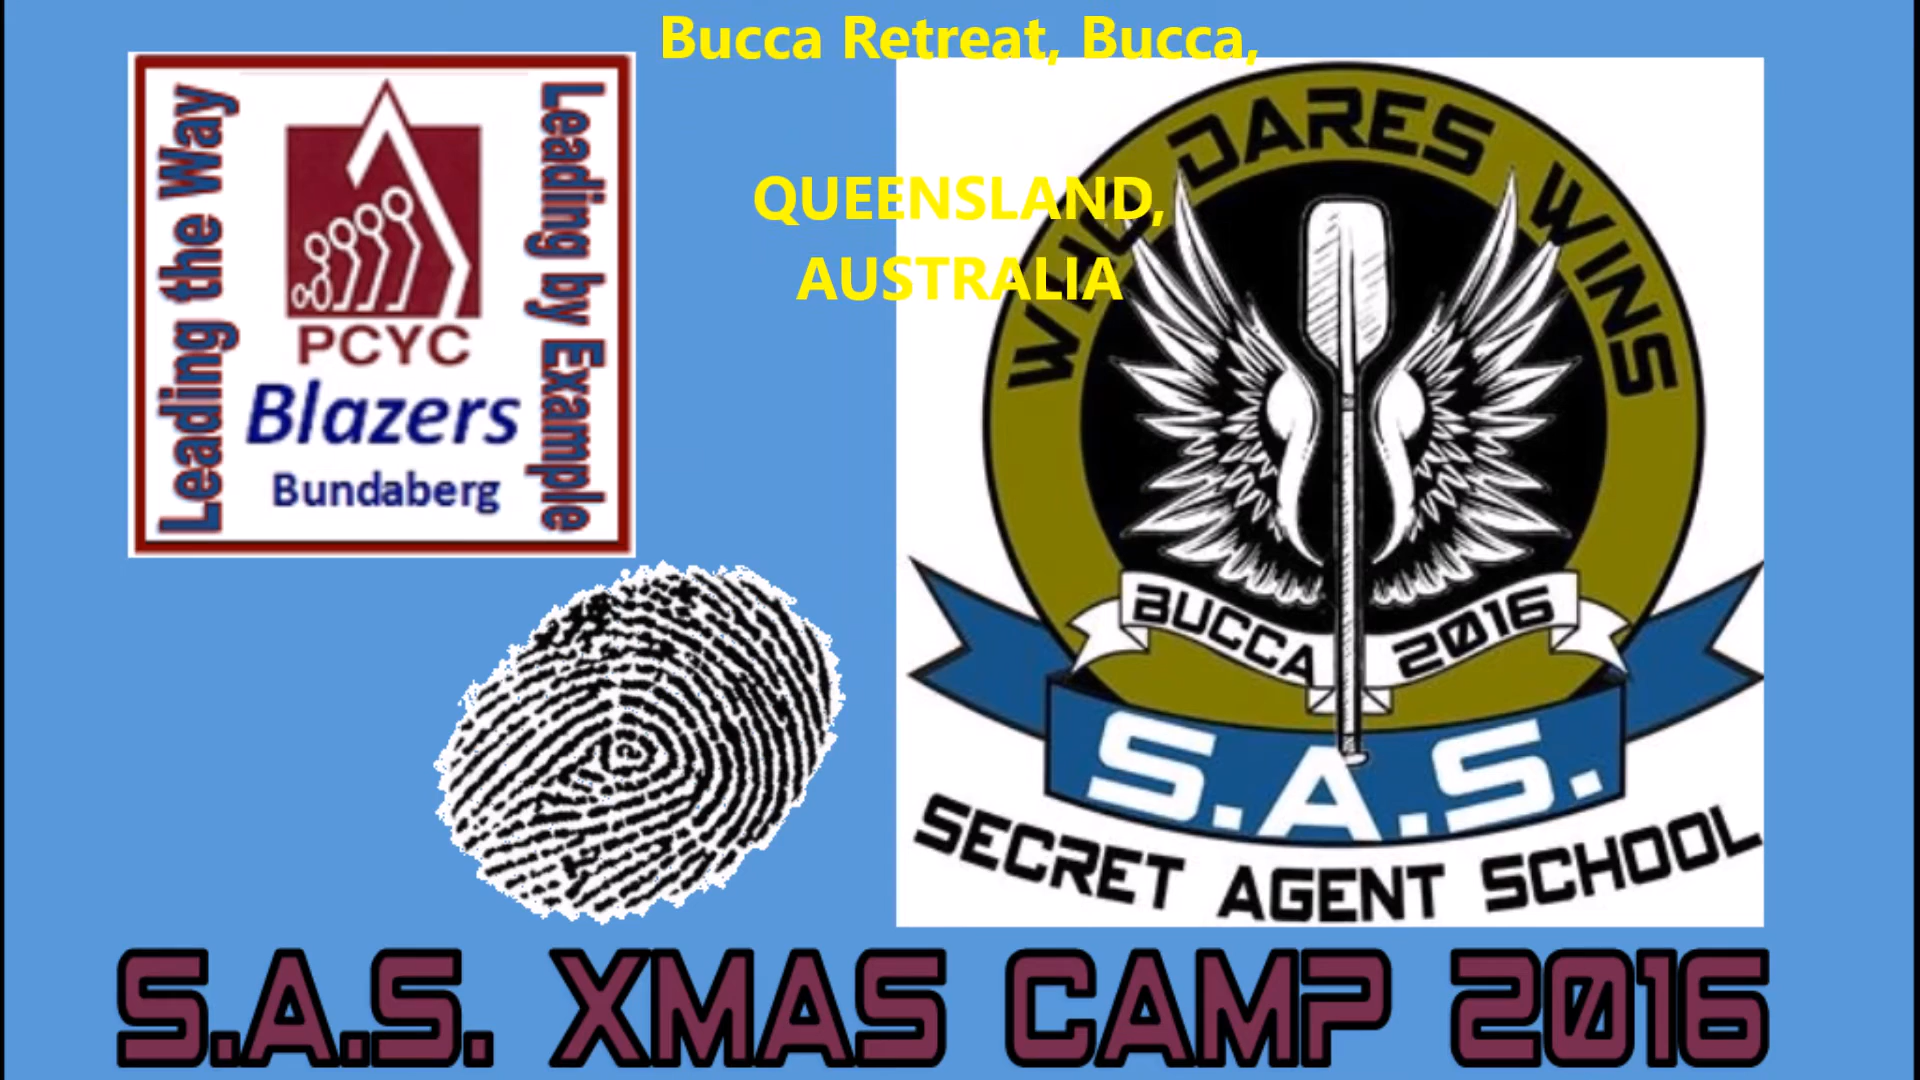 Bucca Retreat, Bucca,
QUEENSLAND,
AUSTRALIA
Leading the Way
Leading by Example
PCYC
Blazers
Bundaberg
WHO DARES WINS
BUCCA 2016
S.A.S.
SECRET AGENT SCHOOL
S.A.S. XMAS CAMP 2016